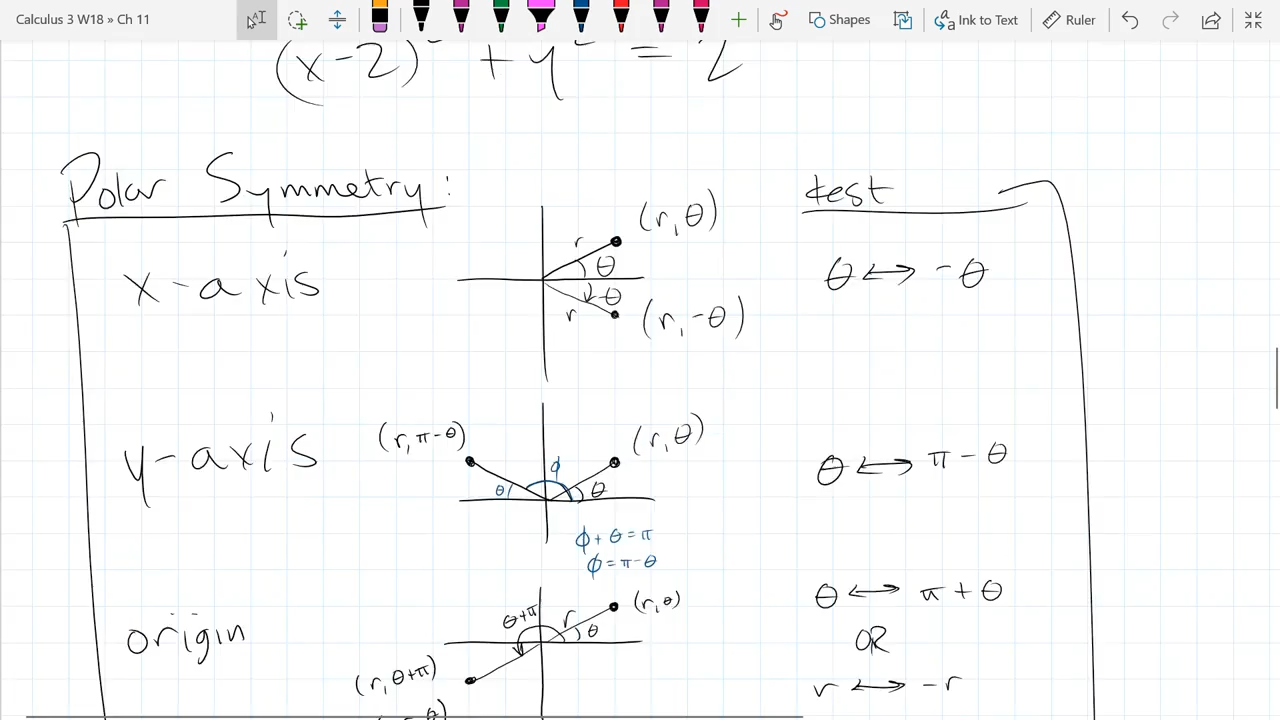 Calculus 3 W18 » Ch 11
Shapes
Ink to Text
Ruler
(x-2)² + y² = 2
Polar Symmetry:
test
x-axis
(r, θ)
r
θ
θ
r
(r, -θ)
θ ↔ -θ
y-axis
(r, π-θ)
(r, θ)
ϕ
θ
θ
ϕ + θ = π
ϕ = π - θ
θ ↔ π - θ
origin
θ+π
r
θ
(r, θ)
(r, θ+π)
θ ↔ π + θ
OR
r ↔ -r